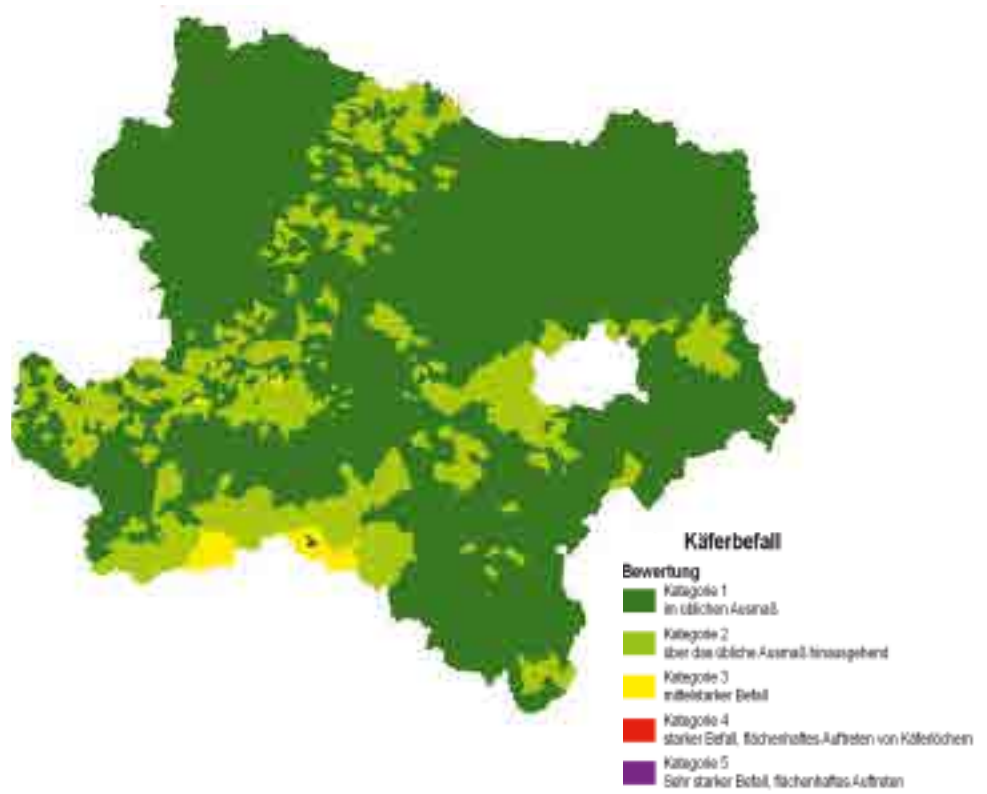 Käferbefall
Bewertung
Kategorie 1
im üblichen Ausmaß
Kategorie 2
über das übliche Ausmaß hinausgehend
Kategorie 3
mittelstarker Befall
Kategorie 4
starker Befall, flächenhaftes Auftreten von Käferlöchern
Kategorie 5
Sehr starker Befall, flächenhaftes Auftreten